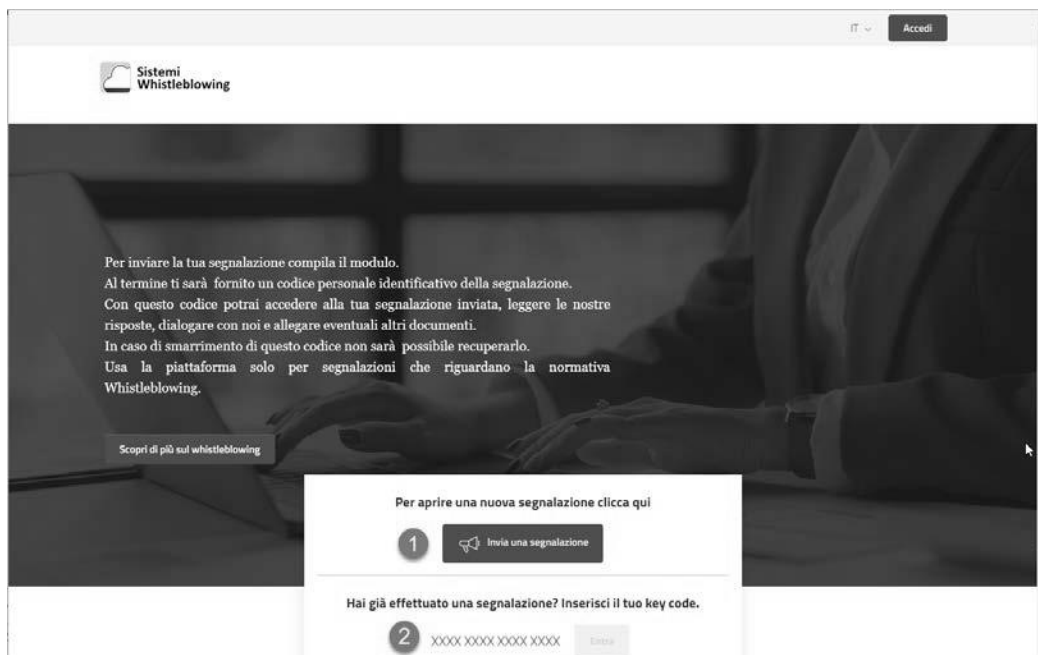 IT
Accedi
Sistemi
Whistleblowing
Per inviare la tua segnalazione compila il modulo.
Al termine ti sarà fornito un codice personale identificativo della segnalazione.
Con questo codice potrai accedere alla tua segnalazione inviata, leggere le nostre
risposte, dialogare con noi e allegare eventuali altri documenti.
In caso di smarrimento di questo codice non sarà possibile recuperarlo.
Usa la piattaforma solo per segnalazioni che riguardano la normativa
Whistleblowing.
Scopri di più sul whistleblowing
Per aprire una nuova segnalazione clicca qui
1
Invia una segnalazione
Hai già effettuato una segnalazione? Inserisci il tuo key code.
2
XXXX XXXX XXXX XXXX
Entra